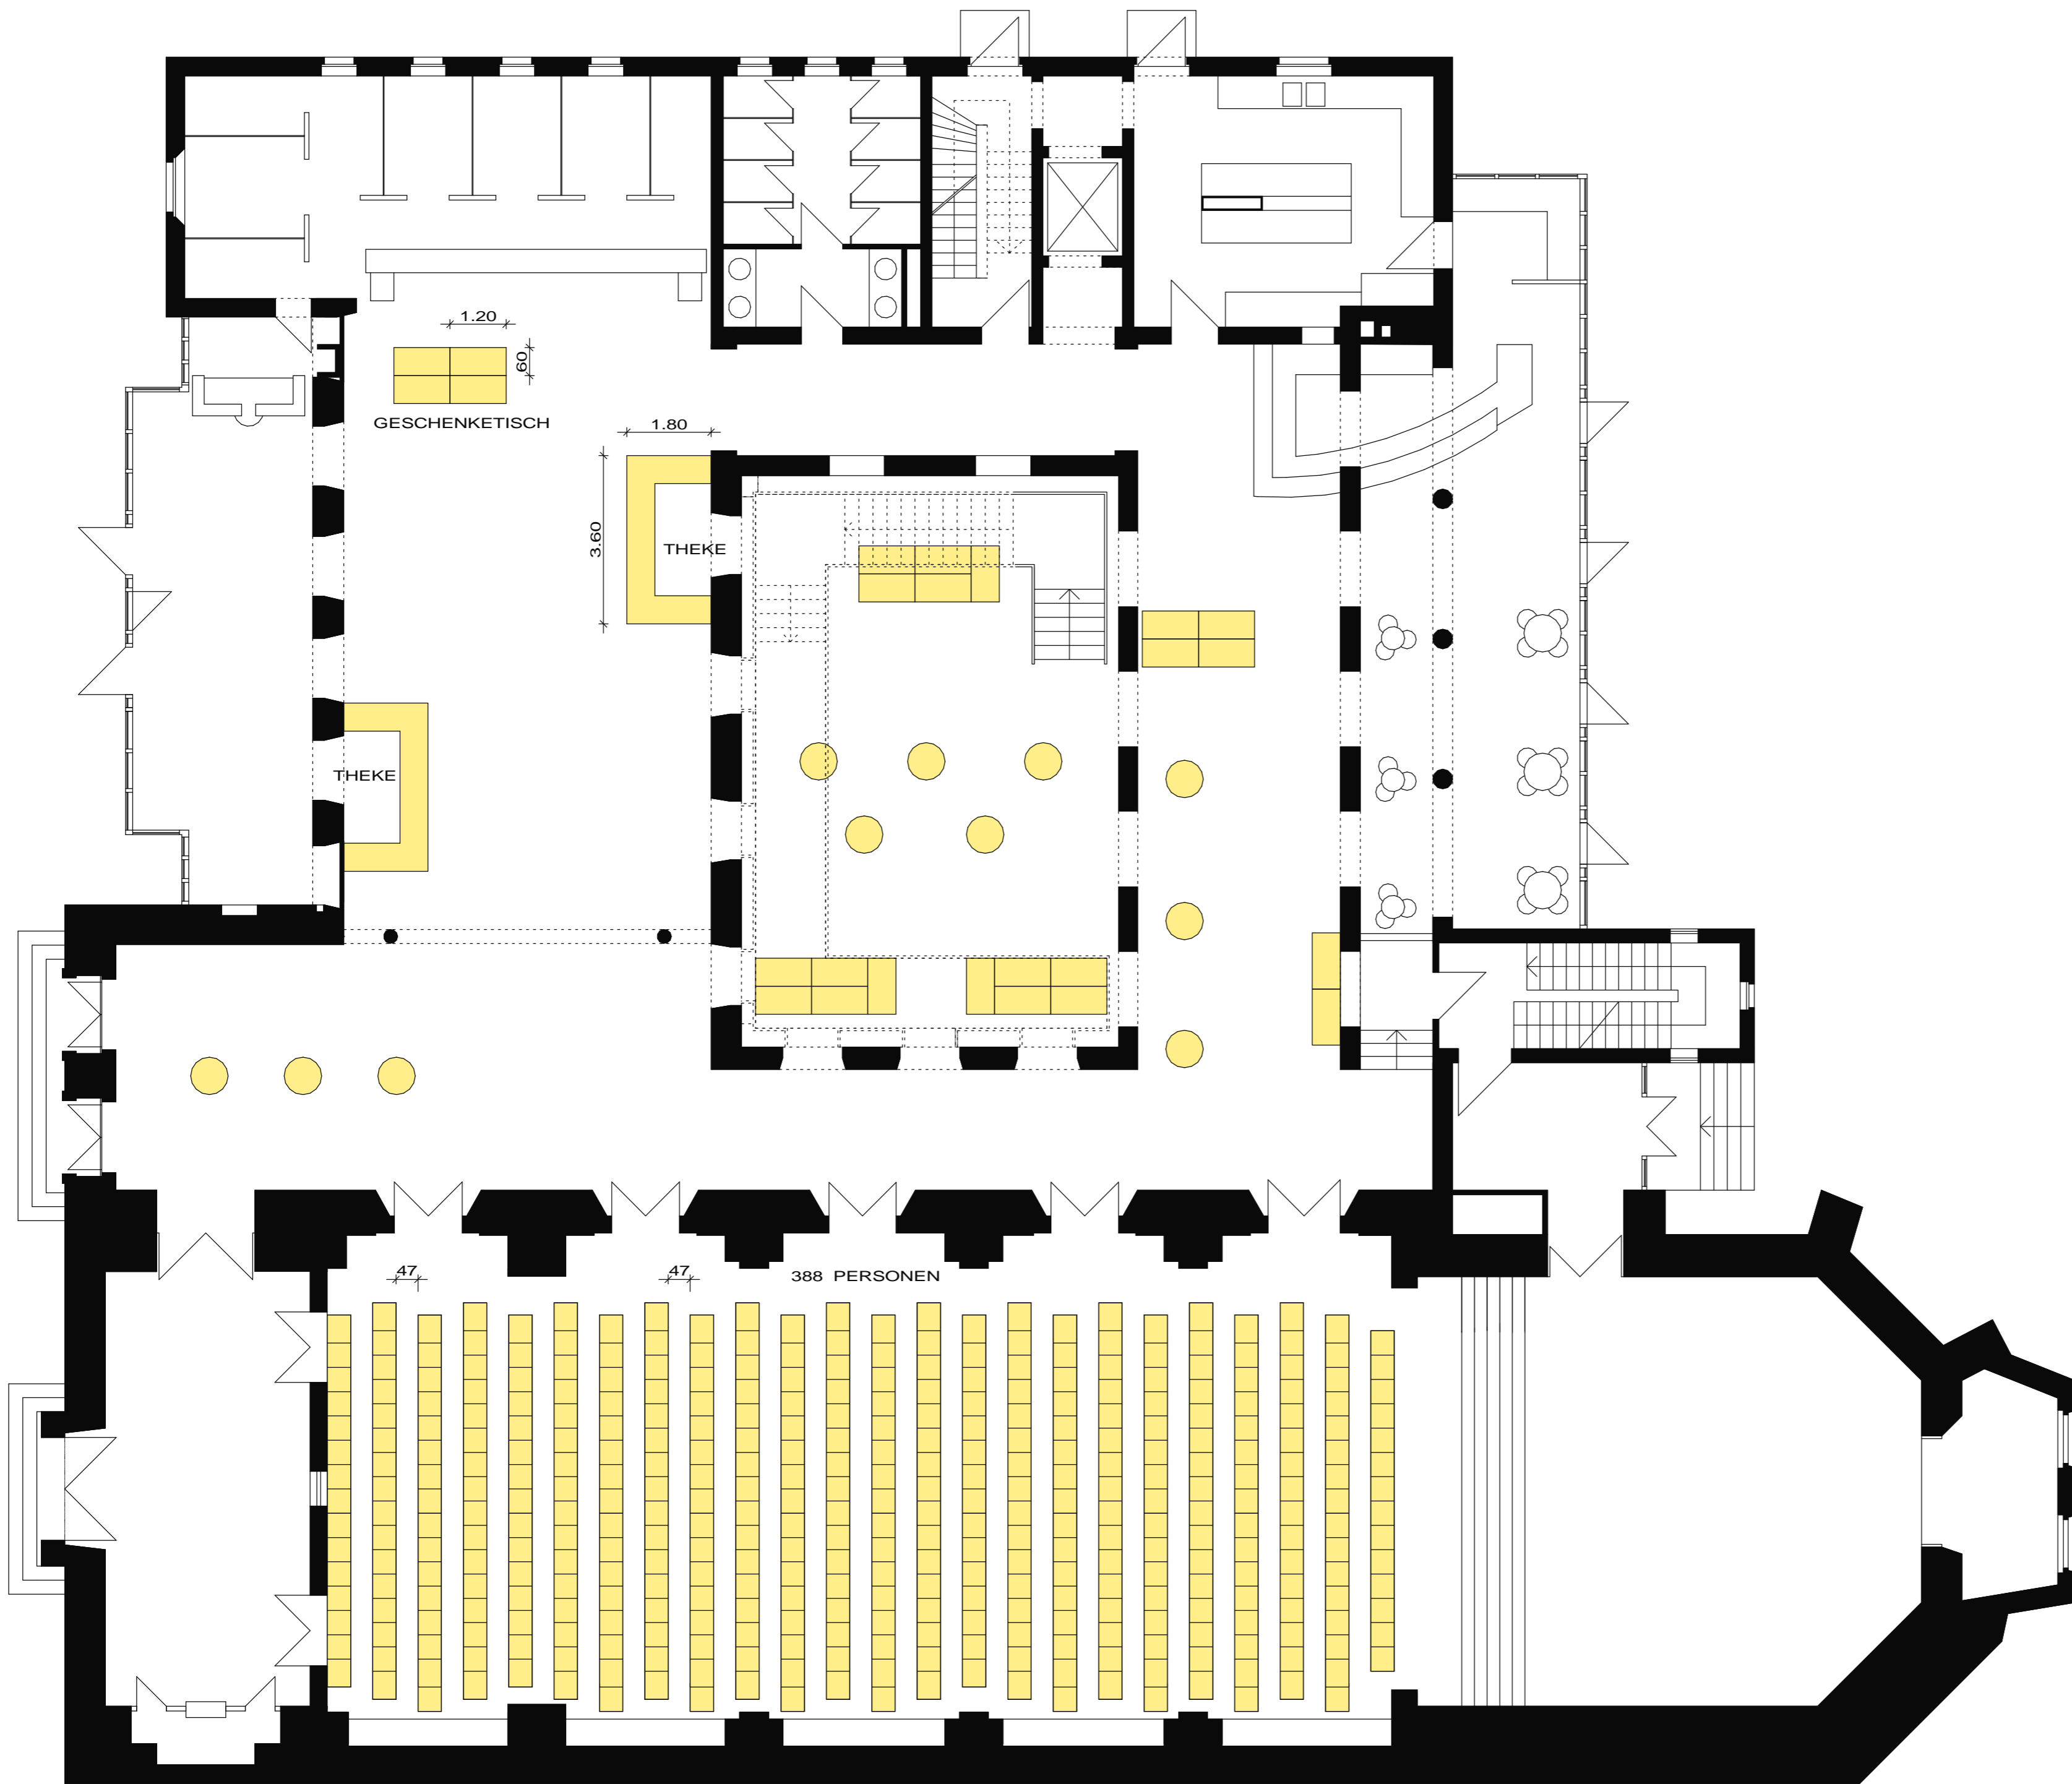 1.20
60
GESCHENKETISCH
1.80
3.60
THEKE
THEKE
47
47
388 PERSONEN